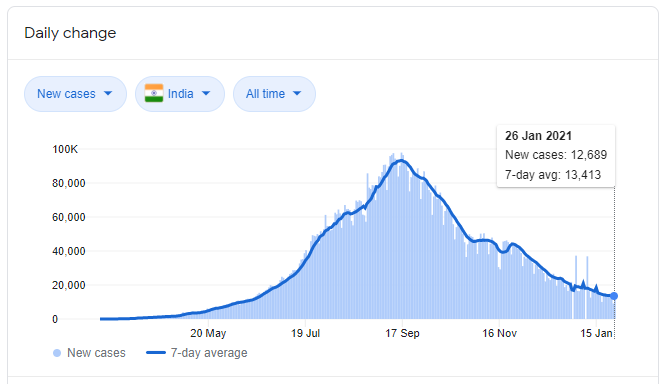 Daily change
New cases
India
All time
26 Jan 2021
New cases: 12,689
7-day avg: 13,413
100K
80,000
60,000
40,000
20,000
0
20 May
19 Jul
17 Sep
16 Nov
15 Jan
New cases
7-day average